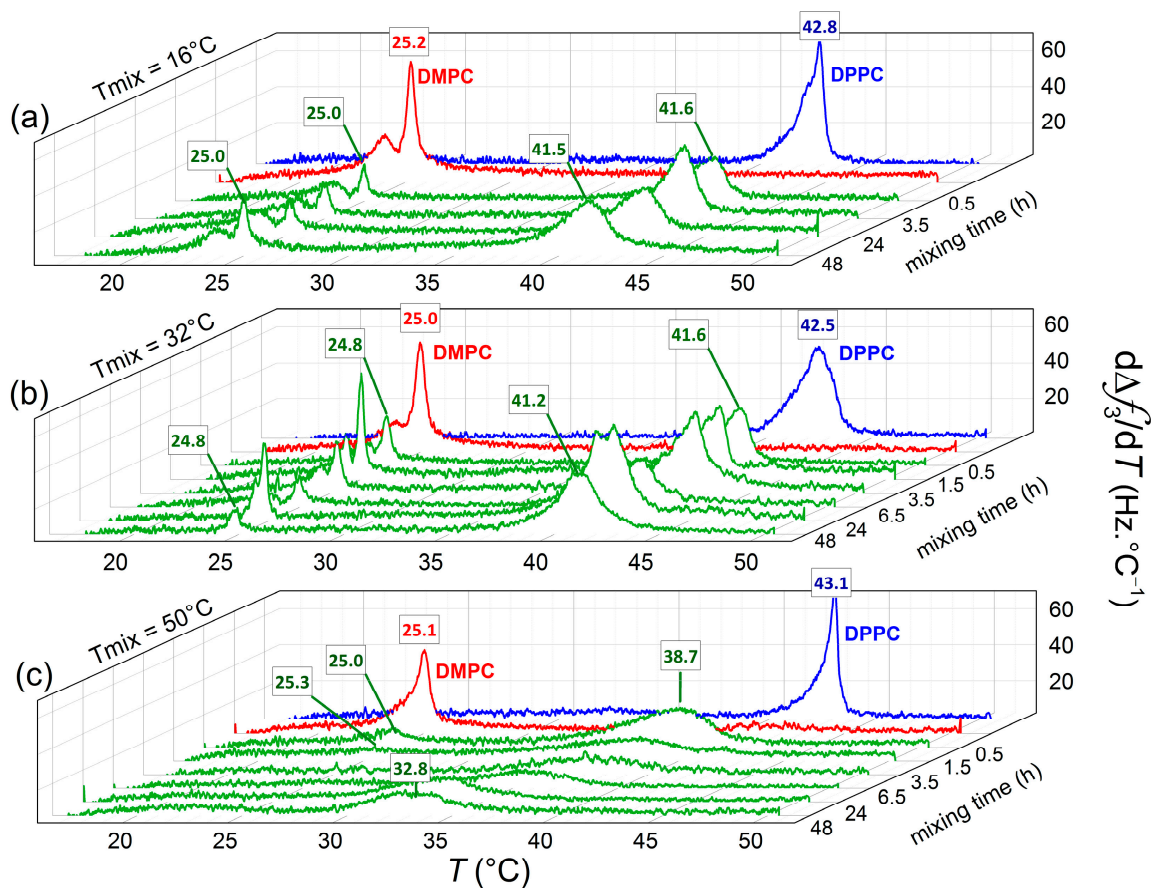 (a)
Tmix = 16°C
25.2
DMPC
42.8
DPPC
25.0
25.0
41.5
41.6
60
40
20
0.5
3.5
24
48
mixing time (h)
20 25 30 35 40 45 50
(b)
Tmix = 32°C
25.0
DMPC
42.5
DPPC
24.8
24.8
41.2
41.6
60
40
20
0.5
1.5
3.5
6.5
24
48
mixing time (h)
20 25 30 35 40 45 50
(c)
Tmix = 50°C
25.1
DMPC
43.1
DPPC
25.0
25.3
38.7
32.8
60
40
20
0.5
1.5
3.5
6.5
24
48
mixing time (h)
20 25 30 35 40 45 50
T (°C)
dΔf₃/dT (Hz.°C⁻¹)